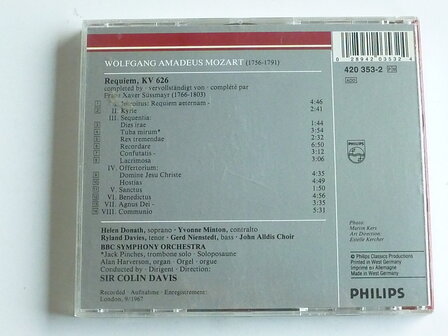 WOLFGANG AMADEUS MOZART (1756-1791)
Requiem, KV 626
completed by · vervollständigt von · complété par
Franz Xaver Süssmayr (1766-1803)
I. Introitus: Requiem aeternam - 4:46
II. Kyrie 2:41
III. Sequentia:
Dies irae 1:44
Tuba mirum* 3:54
Rex tremendae 2:32
Recordare 6:50
Confutatis - 3:12
Lacrimosa 3:06
IV. Offertorium:
Domine Jesu Christe 4:35
Hostias 4:49
V. Sanctus 1:50
VI. Benedictus 4:56
VII. Agnus Dei - 3:35
VIII. Communio 5:31
Helen Donath, soprano · Yvonne Minton, contralto
Ryland Davies, tenor · Gerd Nienstedt, bass · John Alldis Choir
BBC SYMPHONY ORCHESTRA
*Jack Pinches, trombone solo · Soloposaune
Alan Harverson, organ · Orgel · orgue
Conducted by · Dirigent · Direction:
SIR COLIN DAVIS
Recorded · Aufnahme · Enregistrement:
London, 9/1967
0 28942 03532 4
420 353-2
ADD
PHILIPS
Photo:
Martin Kers
Art Direction:
Estelle Kercher
℗ Philips Classics Productions
Printed in West Germany
Imprimé en Allemagne
Made in West Germany
PHILIPS